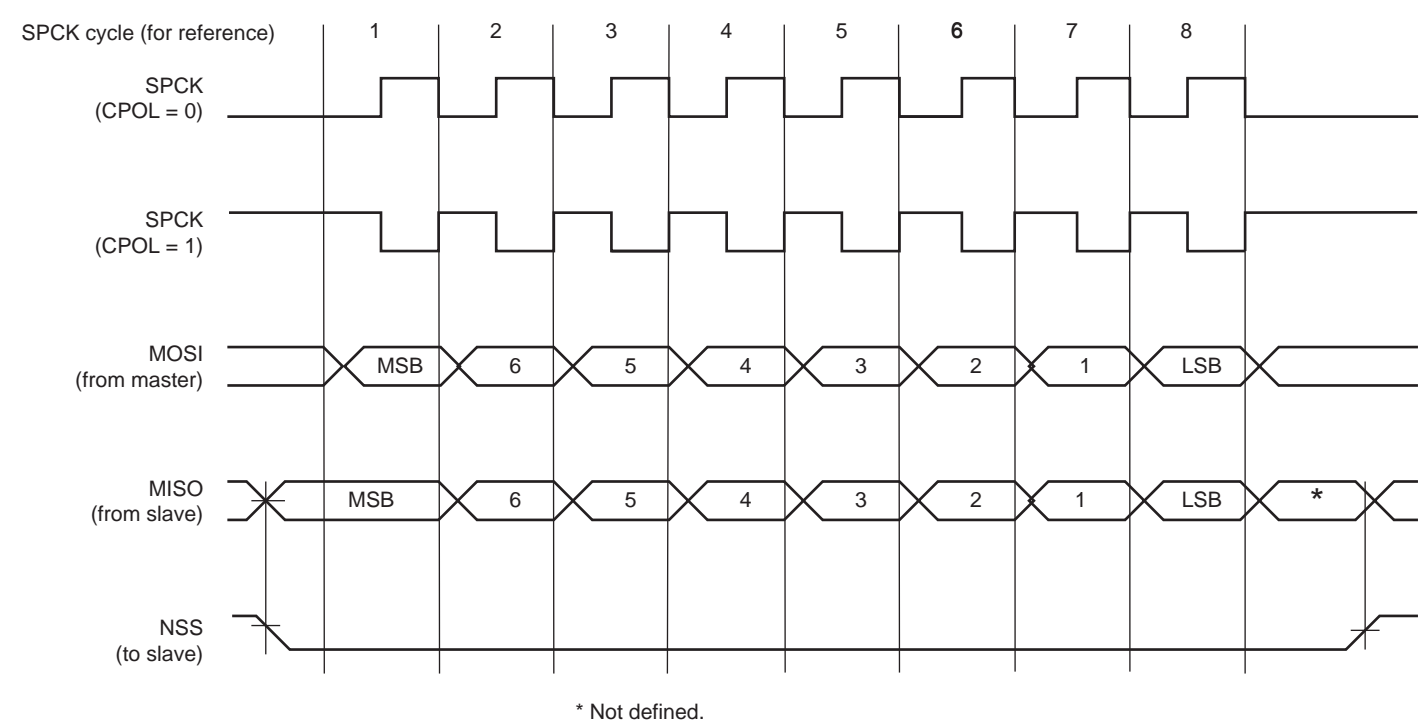 SPCK cycle (for reference) 1 2 3 4 5 6 7 8
SPCK
(CPOL = 0)
SPCK
(CPOL = 1)
MOSI
(from master)
MSB 6 5 4 3 2 1 LSB
MISO
(from slave)
MSB 6 5 4 3 2 1 LSB *
NSS
(to slave)
* Not defined.